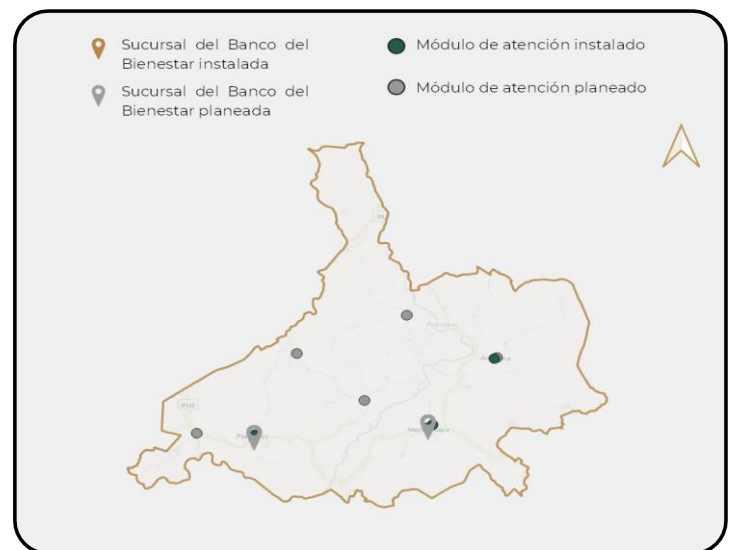 Sucursal del Banco del
Bienestar instalada
Sucursal del Banco del
Bienestar planeada
Módulo de atención instalado
Módulo de atención planeado
PUE